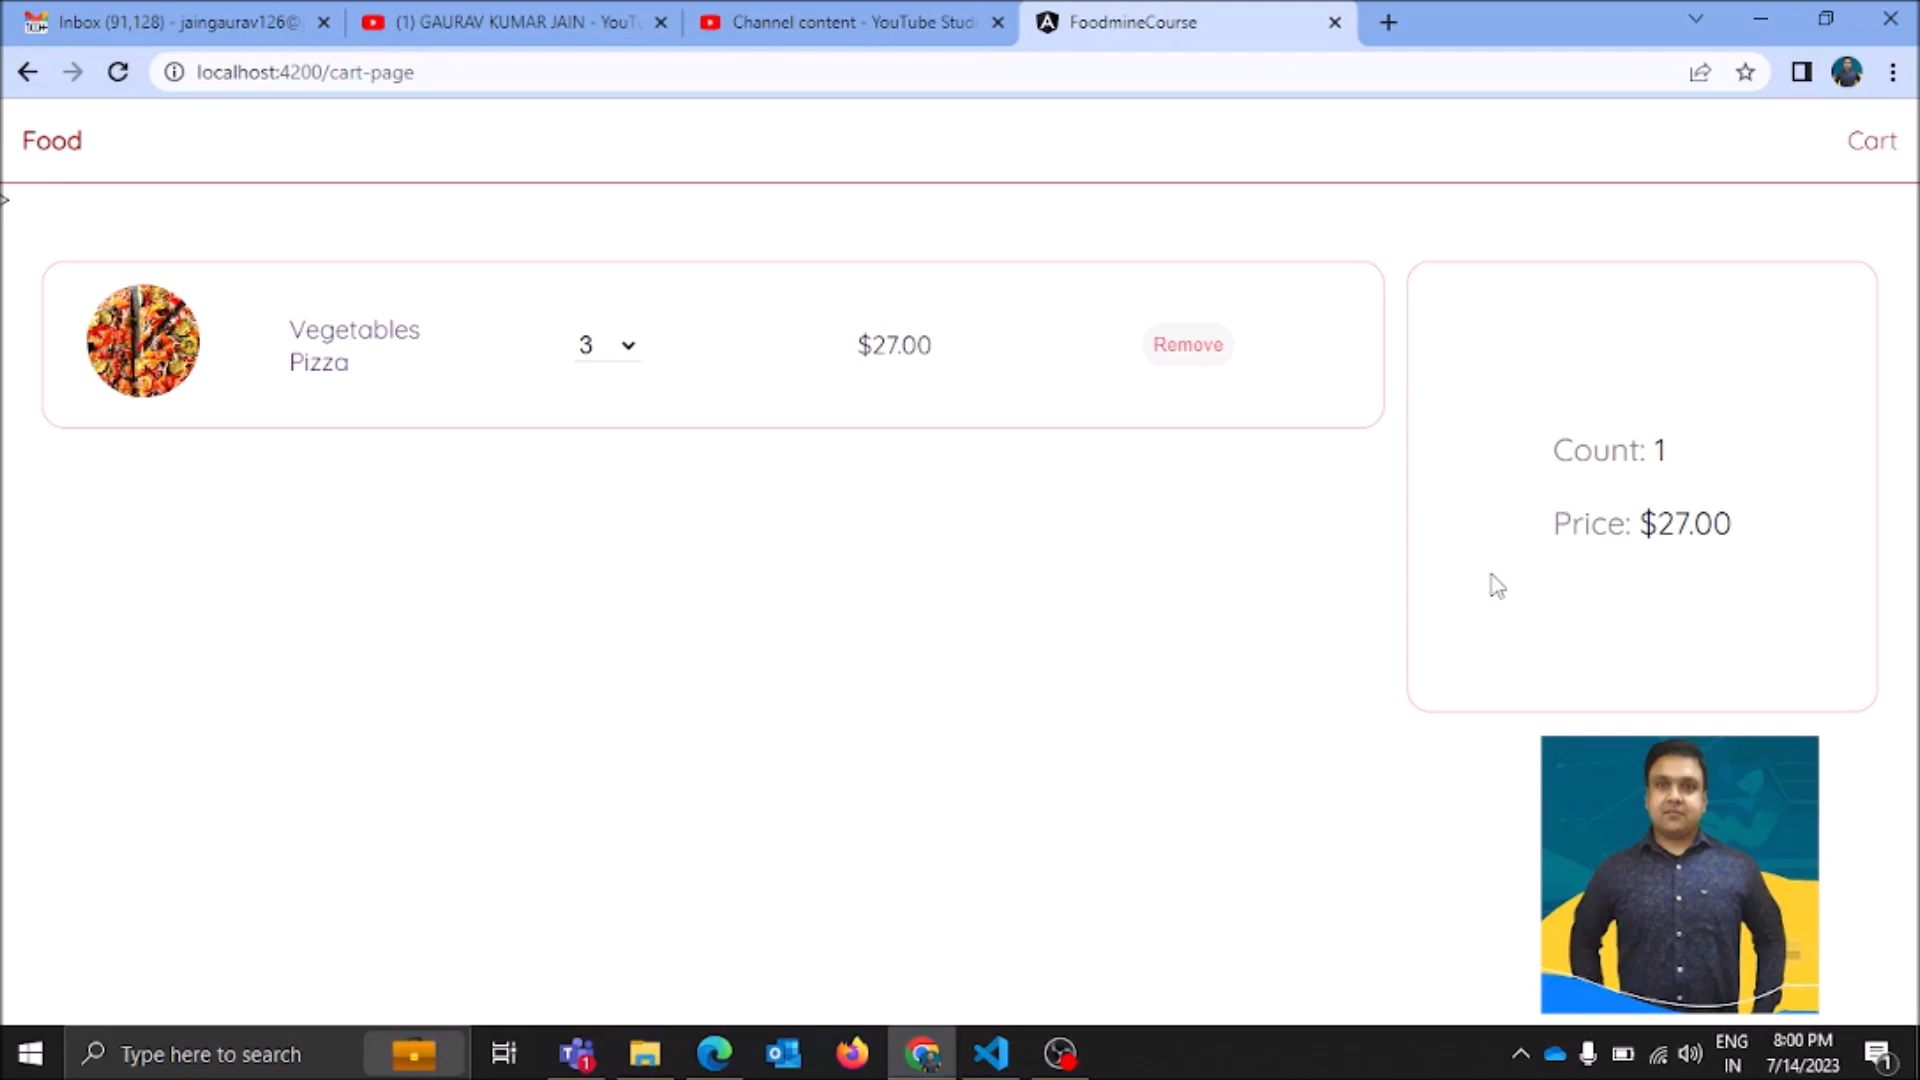 Inbox (91,128) - jaingaurav126@
(1) GAURAV KUMAR JAIN - YouT
Channel content - YouTube Studi
FoodmineCourse
localhost:4200/cart-page
Food
Cart
>
Vegetables
Pizza
3
$27.00
Remove
Count: 1
Price: $27.00
Type here to search
1
ENG
IN
8:00 PM
7/14/2023
1